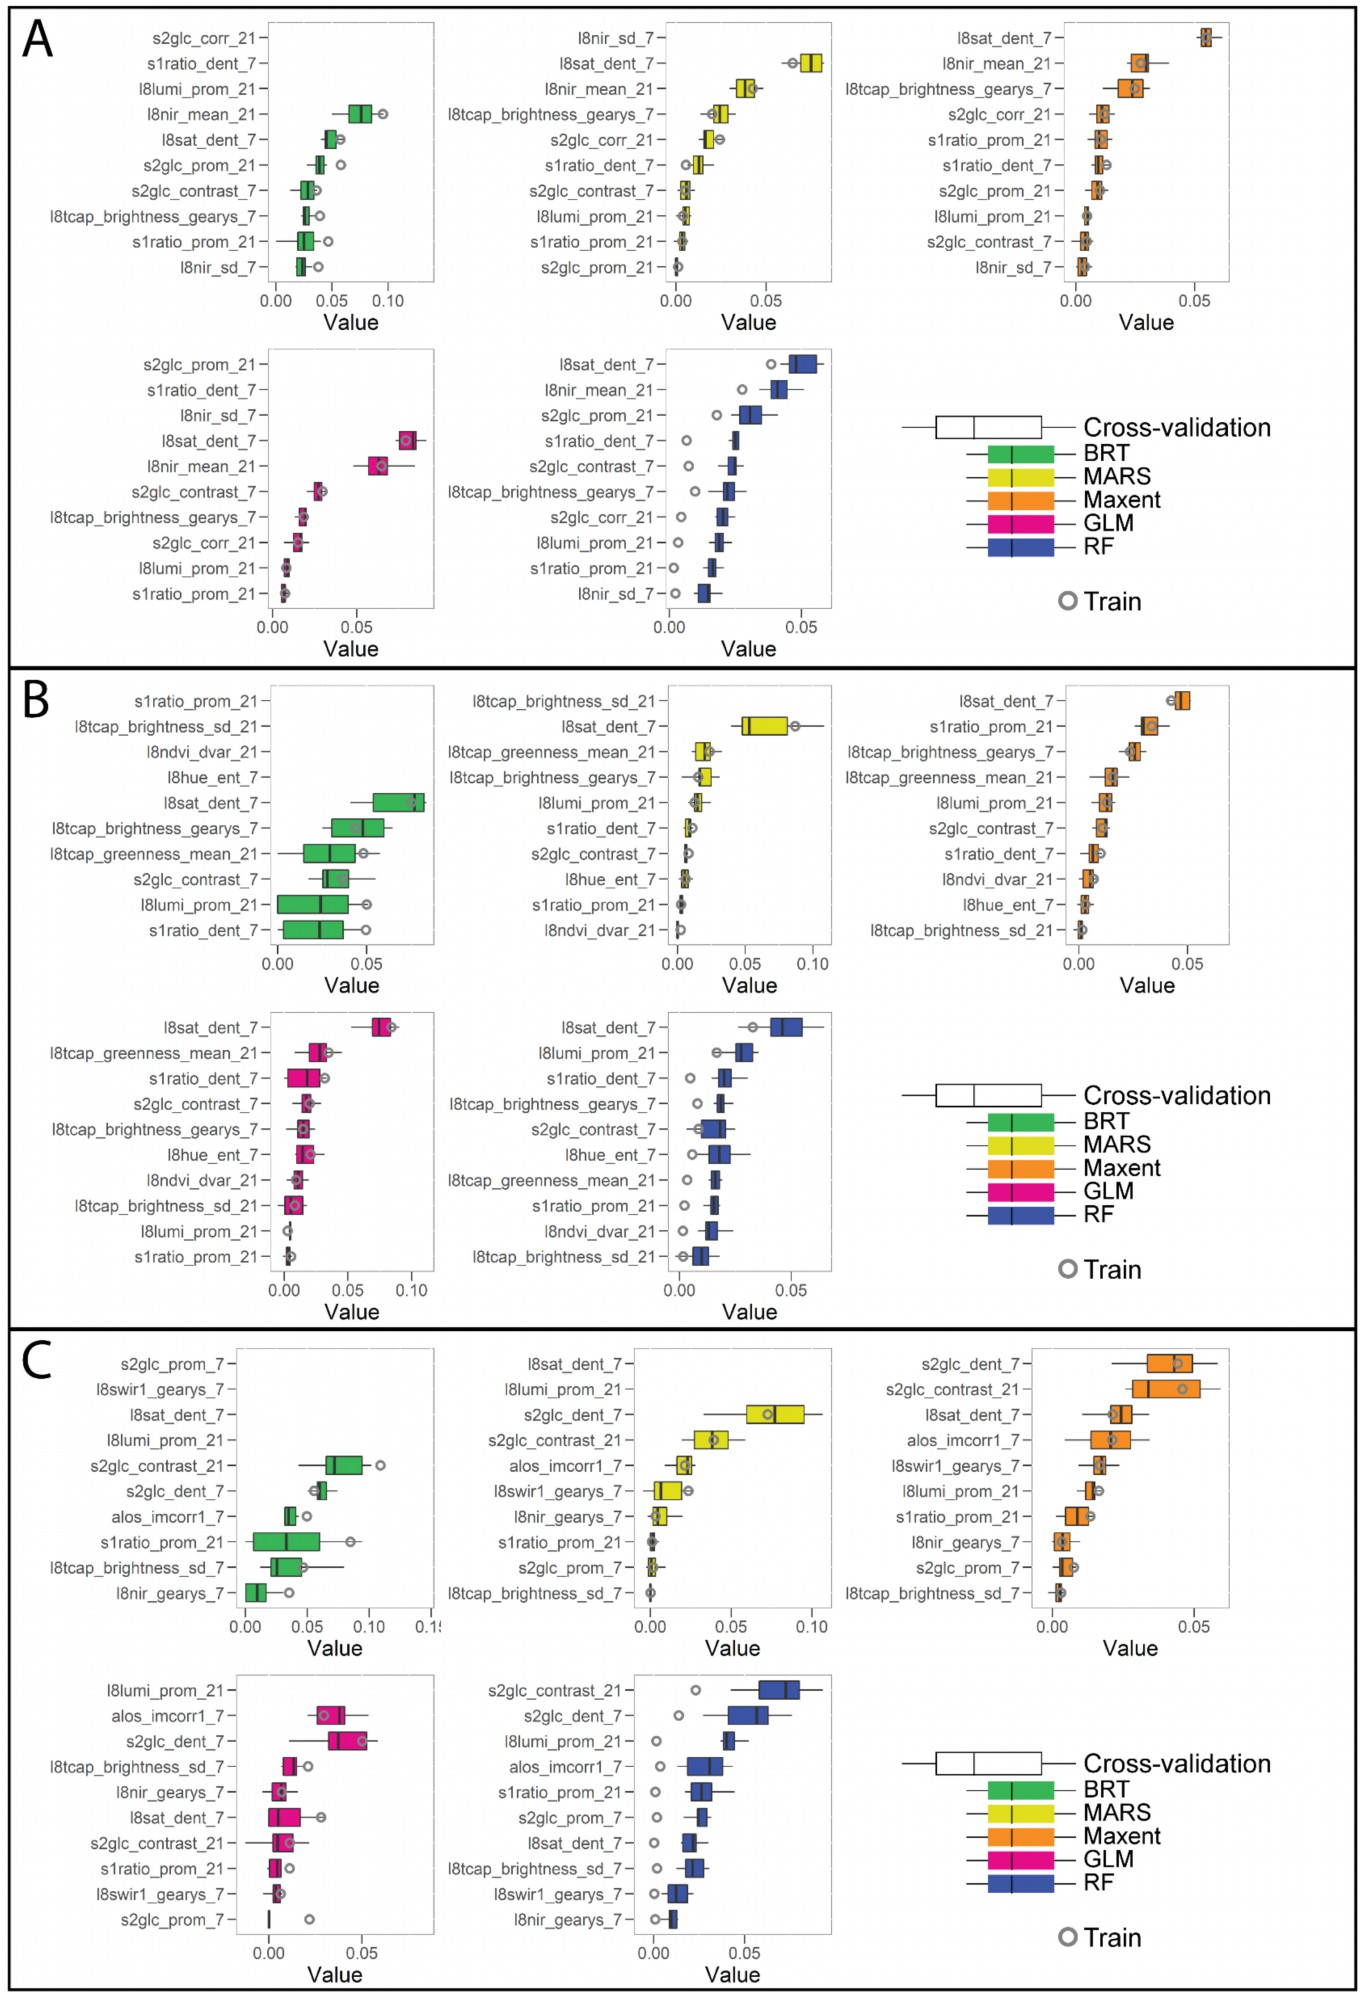 A
s2glc_corr_21
s1ratio_dent_7
l8lumi_prom_21
l8nir_mean_21
l8sat_dent_7
s2glc_prom_21
s2glc_contrast_7
l8tcap_brightness_gearys_7
s1ratio_prom_21
l8nir_sd_7
0.00 0.05 0.10
Value
l8nir_sd_7
l8sat_dent_7
l8nir_mean_21
l8tcap_brightness_gearys_7
s2glc_corr_21
s1ratio_dent_7
s2glc_contrast_7
l8lumi_prom_21
s1ratio_prom_21
s2glc_prom_21
0.00 0.05
Value
l8sat_dent_7
l8nir_mean_21
l8tcap_brightness_gearys_7
s2glc_corr_21
s1ratio_prom_21
s1ratio_dent_7
s2glc_prom_21
l8lumi_prom_21
s2glc_contrast_7
l8nir_sd_7
0.00 0.05
Value
s2glc_prom_21
s1ratio_dent_7
l8nir_sd_7
l8sat_dent_7
l8nir_mean_21
s2glc_contrast_7
l8tcap_brightness_gearys_7
s2glc_corr_21
l8lumi_prom_21
s1ratio_prom_21
0.00 0.05
Value
l8sat_dent_7
l8nir_mean_21
s2glc_prom_21
s1ratio_dent_7
s2glc_contrast_7
l8tcap_brightness_gearys_7
s2glc_corr_21
l8lumi_prom_21
s1ratio_prom_21
l8nir_sd_7
0.00 0.05
Value
Cross-validation
BRT
MARS
Maxent
GLM
RF
Train
B
s1ratio_prom_21
l8tcap_brightness_sd_21
l8ndvi_dvar_21
l8hue_ent_7
l8sat_dent_7
l8tcap_brightness_gearys_7
l8tcap_greenness_mean_21
s2glc_contrast_7
l8lumi_prom_21
s1ratio_dent_7
0.00 0.05
Value
l8tcap_brightness_sd_21
l8sat_dent_7
l8tcap_greenness_mean_21
l8tcap_brightness_gearys_7
l8lumi_prom_21
s1ratio_dent_7
s2glc_contrast_7
l8hue_ent_7
s1ratio_prom_21
l8ndvi_dvar_21
0.00 0.05 0.10
Value
l8sat_dent_7
s1ratio_prom_21
l8tcap_brightness_gearys_7
l8tcap_greenness_mean_21
l8lumi_prom_21
s2glc_contrast_7
s1ratio_dent_7
l8ndvi_dvar_21
l8hue_ent_7
l8tcap_brightness_sd_21
0.00 0.05
Value
l8sat_dent_7
l8tcap_greenness_mean_21
s1ratio_dent_7
s2glc_contrast_7
l8tcap_brightness_gearys_7
l8hue_ent_7
l8ndvi_dvar_21
l8tcap_brightness_sd_21
l8lumi_prom_21
s1ratio_prom_21
0.00 0.05 0.10
Value
l8sat_dent_7
l8lumi_prom_21
s1ratio_dent_7
l8tcap_brightness_gearys_7
s2glc_contrast_7
l8hue_ent_7
l8tcap_greenness_mean_21
s1ratio_prom_21
l8ndvi_dvar_21
l8tcap_brightness_sd_21
0.00 0.05
Value
Cross-validation
BRT
MARS
Maxent
GLM
RF
Train
C
s2glc_prom_7
l8swir1_gearys_7
l8sat_dent_7
l8lumi_prom_21
s2glc_contrast_21
s2glc_dent_7
alos_imcorr1_7
s1ratio_prom_21
l8tcap_brightness_sd_7
l8nir_gearys_7
0.00 0.05 0.10 0.15
Value
l8sat_dent_7
l8lumi_prom_21
s2glc_dent_7
s2glc_contrast_21
alos_imcorr1_7
l8swir1_gearys_7
l8nir_gearys_7
s1ratio_prom_21
s2glc_prom_7
l8tcap_brightness_sd_7
0.00 0.05 0.10
Value
s2glc_dent_7
s2glc_contrast_21
l8sat_dent_7
alos_imcorr1_7
l8swir1_gearys_7
l8lumi_prom_21
s1ratio_prom_21
l8nir_gearys_7
s2glc_prom_7
l8tcap_brightness_sd_7
0.00 0.05
Value
l8lumi_prom_21
alos_imcorr1_7
s2glc_dent_7
l8tcap_brightness_sd_7
l8nir_gearys_7
l8sat_dent_7
s2glc_contrast_21
s1ratio_prom_21
l8swir1_gearys_7
s2glc_prom_7
0.00 0.05
Value
s2glc_contrast_21
s2glc_dent_7
l8lumi_prom_21
alos_imcorr1_7
s1ratio_prom_21
s2glc_prom_7
l8sat_dent_7
l8tcap_brightness_sd_7
l8swir1_gearys_7
l8nir_gearys_7
0.00 0.05
Value
Cross-validation
BRT
MARS
Maxent
GLM
RF
Train